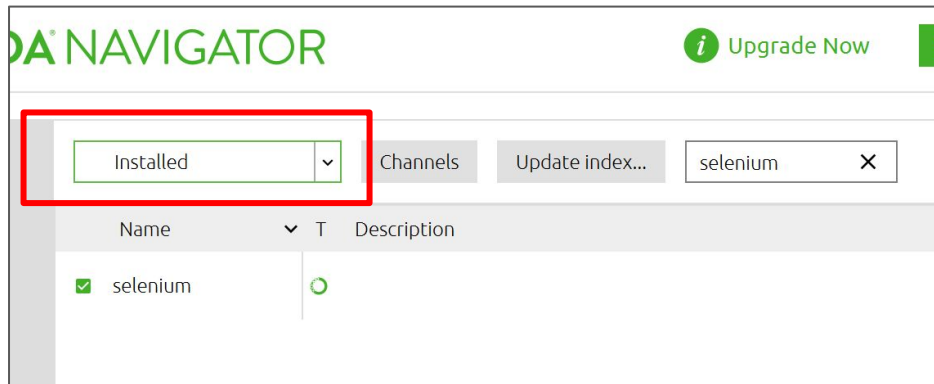 DA NAVIGATOR
i Upgrade Now
Installed
Channels
Update index...
selenium
Name
T
Description
selenium